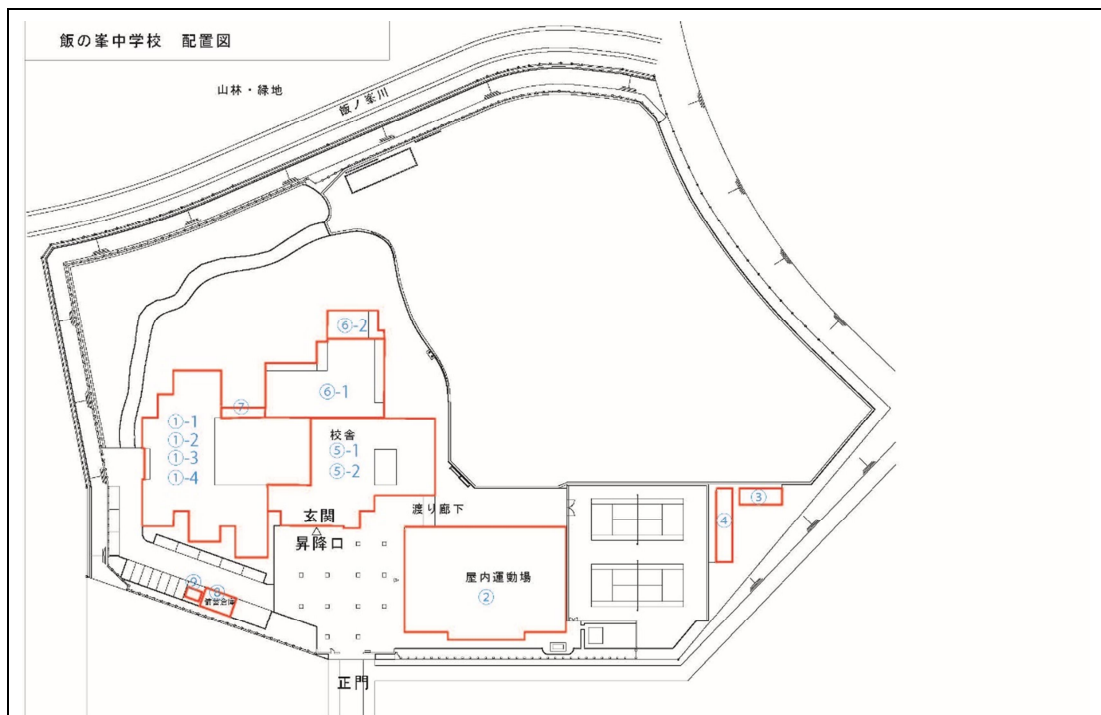 飯の峯中学校 配置図
山林・緑地
飯ノ峯川
⑥-2
⑥-1
⑦
①-1
①-2
①-3
①-4
校舎
⑤-1
⑤-2
③
④
渡り廊下
玄関
昇降口
屋内運動場
②
⑨
⑧
正門